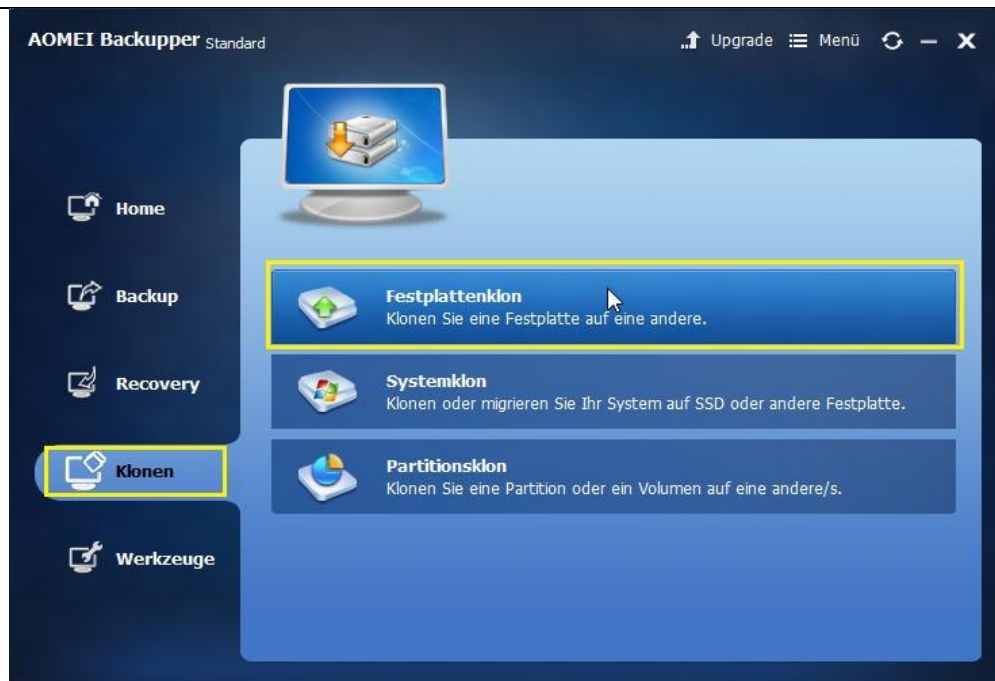 AOMEI Backupper Standard
Upgrade Menü
Home
Backup
Festplattenklon
Klonen Sie eine Festplatte auf eine andere.
Recovery
Systemklon
Klonen oder migrieren Sie Ihr System auf SSD oder andere Festplatte.
Klonen
Partitionsklon
Klonen Sie eine Partition oder ein Volumen auf eine andere/s.
Werkzeuge